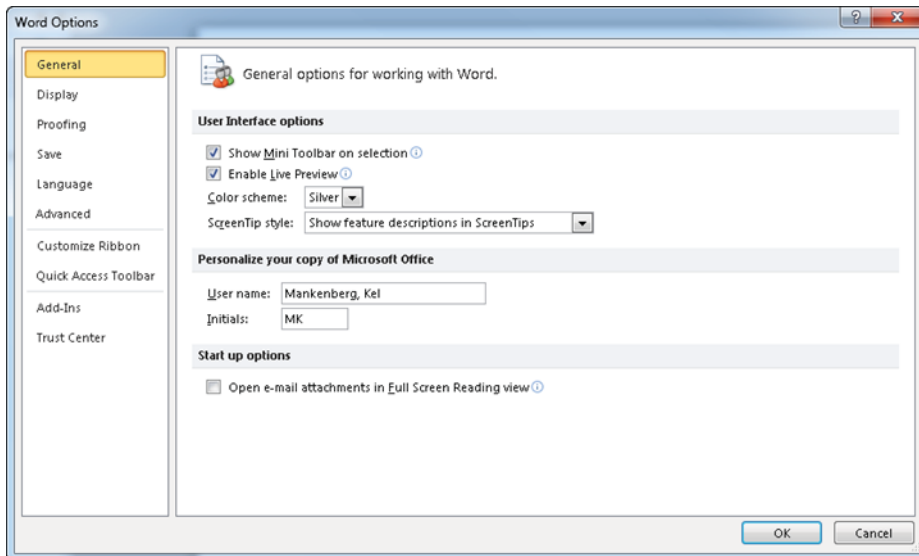 Word Options
General
Display
Proofing
Save
Language
Advanced
Customize Ribbon
Quick Access Toolbar
Add-Ins
Trust Center
General options for working with Word.
User Interface options
Show Mini Toolbar on selection
Enable Live Preview
Color scheme: Silver
ScreenTip style: Show feature descriptions in ScreenTips
Personalize your copy of Microsoft Office
User name: Mankenberg, Kel
Initials: MK
Start up options
Open e-mail attachments in Full Screen Reading view
OK Cancel